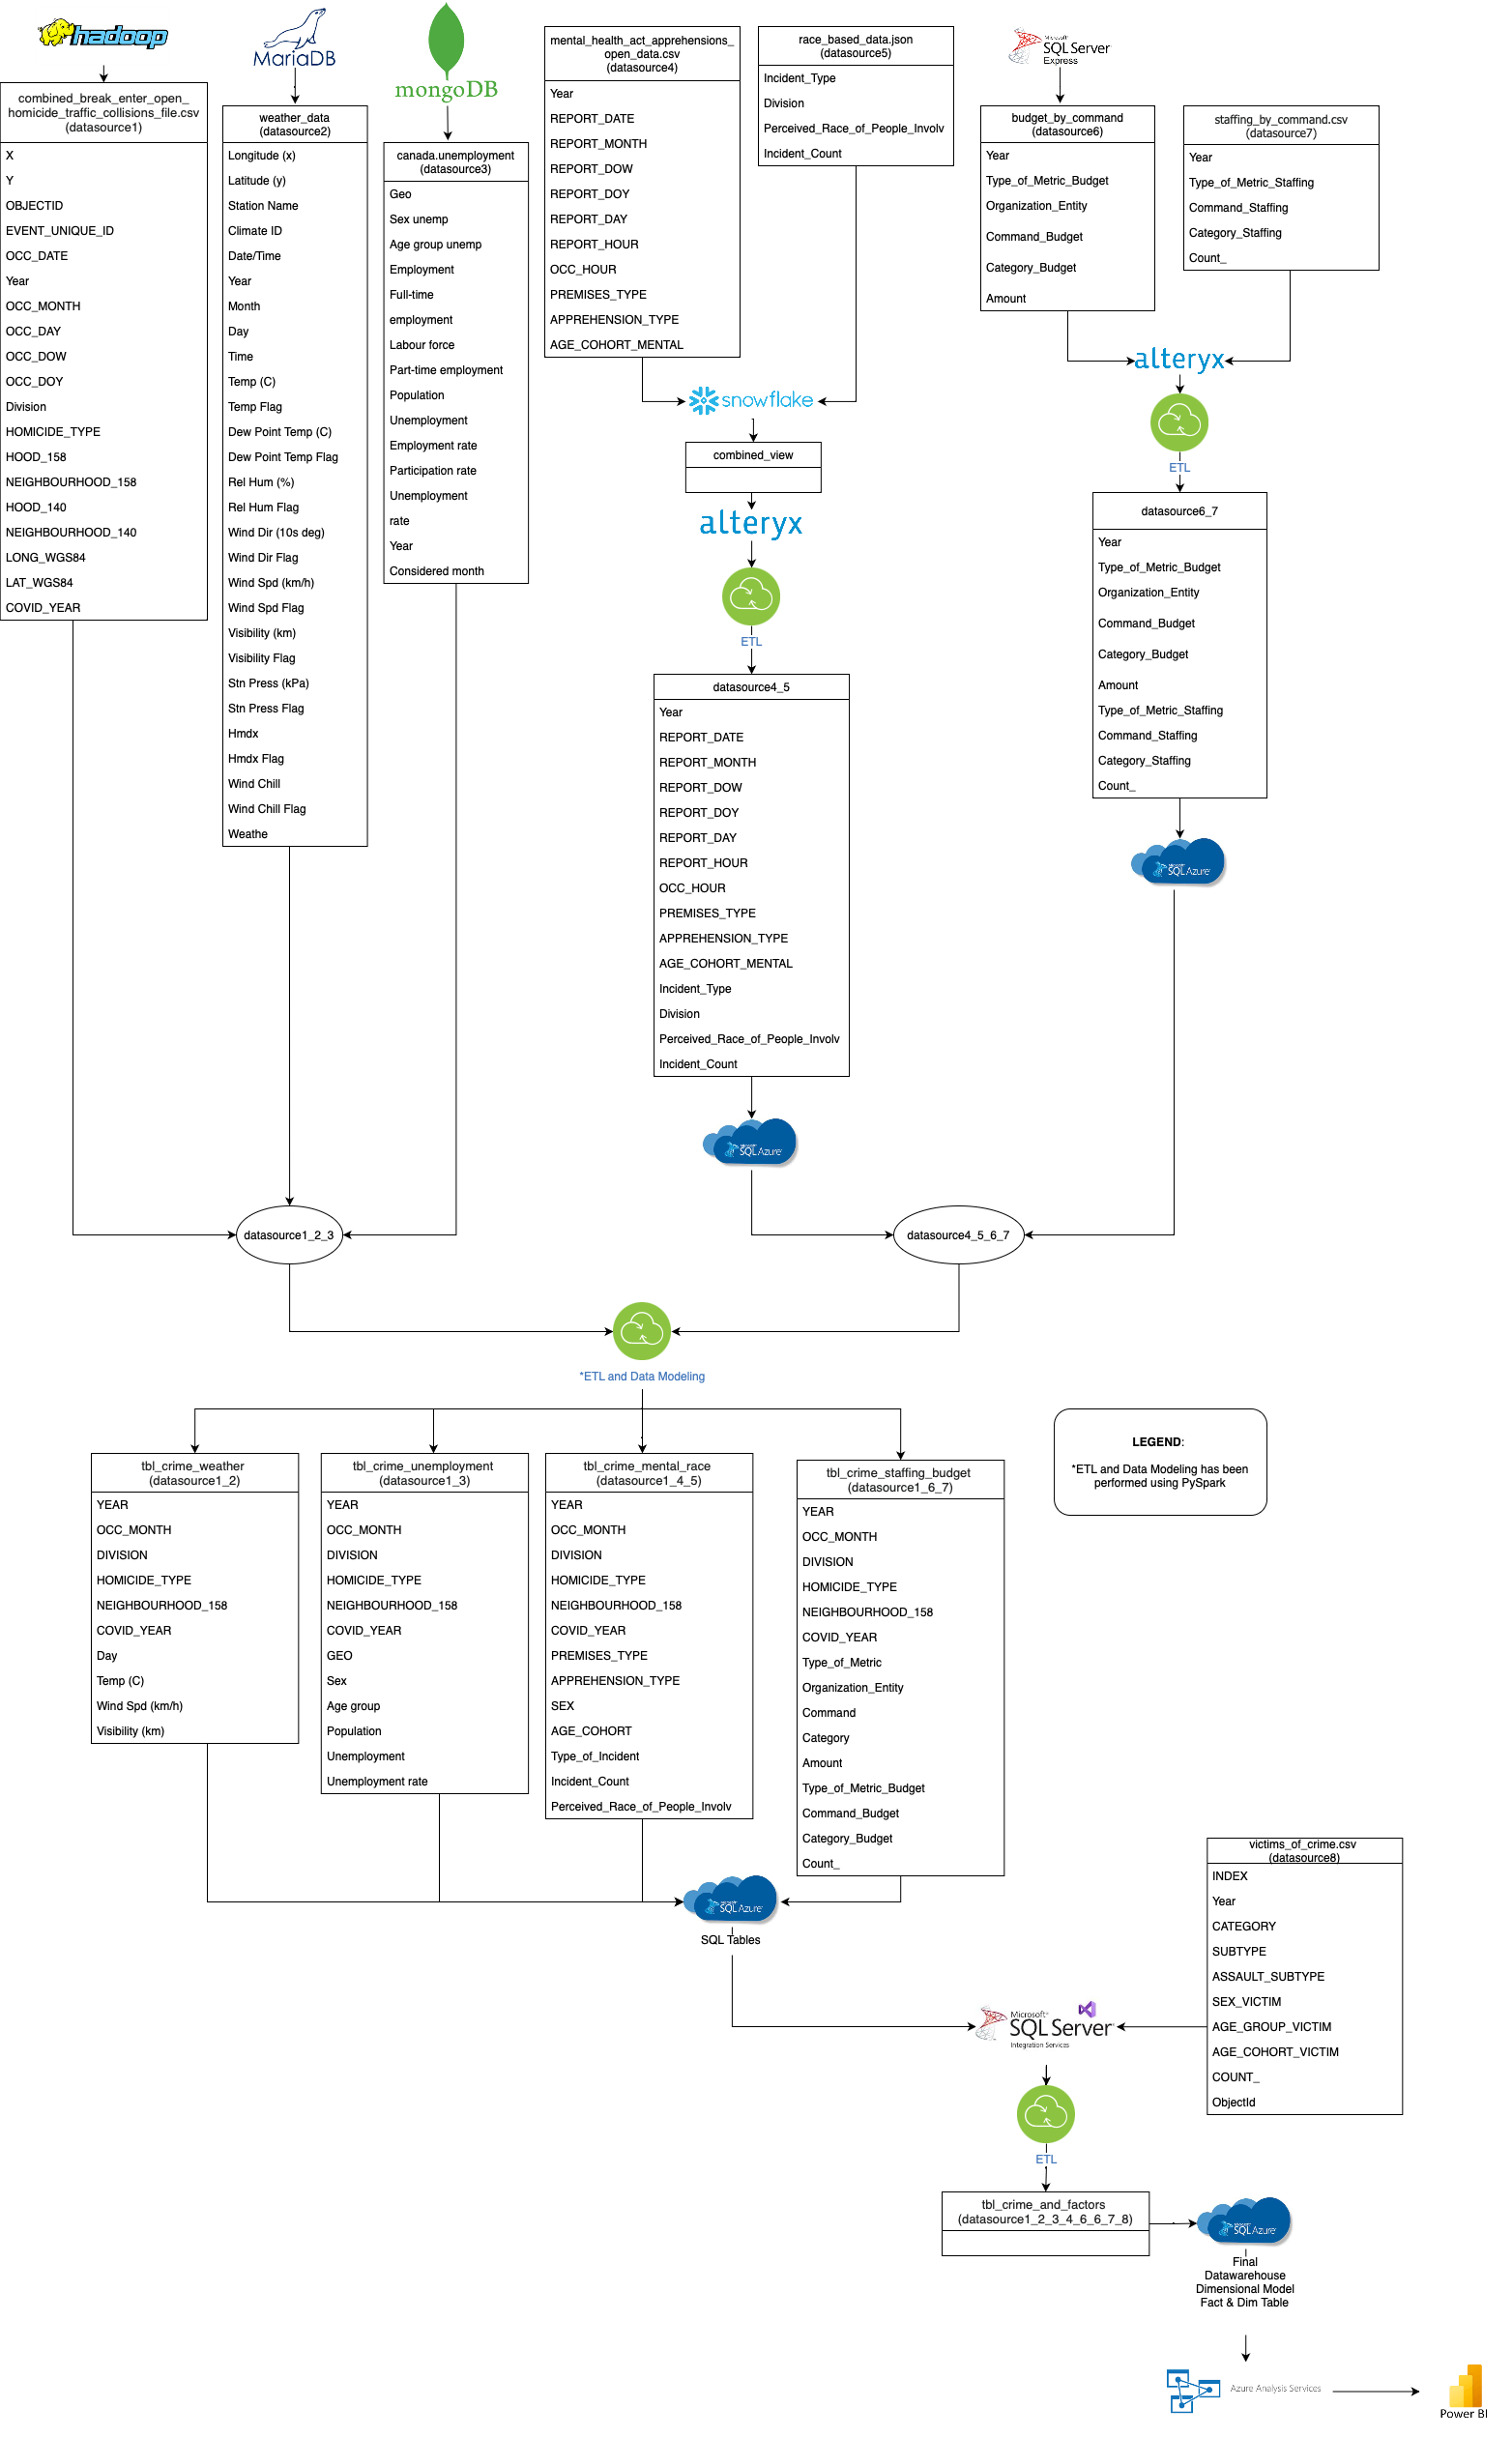 hadoop
MariaDB
mongoDB
combined_break_enter_open_
homicide_traffic_collisions_file.csv
(datasource1)
X
Y
OBJECTID
EVENT_UNIQUE_ID
OCC_DATE
Year
OCC_MONTH
OCC_DAY
OCC_DOW
OCC_DOY
Division
HOMICIDE_TYPE
HOOD_158
NEIGHBOURHOOD_158
HOOD_140
NEIGHBOURHOOD_140
LONG_WGS84
LAT_WGS84
COVID_YEAR
weather_data
(datasource2)
Longitude (x)
Latitude (y)
Station Name
Climate ID
Date/Time
Year
Month
Day
Time
Temp (C)
Temp Flag
Dew Point Temp (C)
Dew Point Temp Flag
Rel Hum (%)
Rel Hum Flag
Wind Dir (10s deg)
Wind Dir Flag
Wind Spd (km/h)
Wind Spd Flag
Visibility (km)
Visibility Flag
Stn Press (kPa)
Stn Press Flag
Hmdx
Hmdx Flag
Wind Chill
Wind Chill Flag
Weathe
canada.unemployment
(datasource3)
Geo
Sex unemp
Age group unemp
Employment
Full-time
employment
Labour force
Part-time employment
Population
Unemployment
Employment rate
Participation rate
Unemployment
rate
Year
Considered month
mental_health_act_apprehensions_
open_data.csv
(datasource4)
Year
REPORT_DATE
REPORT_MONTH
REPORT_DOW
REPORT_DOY
REPORT_DAY
REPORT_HOUR
OCC_HOUR
PREMISES_TYPE
APPREHENSION_TYPE
AGE_COHORT_MENTAL
race_based_data.json
(datasource5)
Incident_Type
Division
Perceived_Race_of_People_Involv
Incident_Count
snowflake
combined_view
alteryx
ETL
datasource4_5
Year
REPORT_DATE
REPORT_MONTH
REPORT_DOW
REPORT_DOY
REPORT_DAY
REPORT_HOUR
OCC_HOUR
PREMISES_TYPE
APPREHENSION_TYPE
AGE_COHORT_MENTAL
Incident_Type
Division
Perceived_Race_of_People_Involv
Incident_Count
Microsoft
SQL Azure
Microsoft
SQL Server
Express
budget_by_command
(datasource6)
Year
Type_of_Metric_Budget
Organization_Entity
Command_Budget
Category_Budget
Amount
staffing_by_command.csv
(datasource7)
Year
Type_of_Metric_Staffing
Command_Staffing
Category_Staffing
Count_
alteryx
ETL
datasource6_7
Year
Type_of_Metric_Budget
Organization_Entity
Command_Budget
Category_Budget
Amount
Type_of_Metric_Staffing
Command_Staffing
Category_Staffing
Count_
Microsoft
SQL Azure
datasource1_2_3
datasource4_5_6_7
*ETL and Data Modeling
LEGEND:
*ETL and Data Modeling has been
performed using PySpark
tbl_crime_weather
(datasource1_2)
YEAR
OCC_MONTH
DIVISION
HOMICIDE_TYPE
NEIGHBOURHOOD_158
COVID_YEAR
Day
Temp (C)
Wind Spd (km/h)
Visibility (km)
tbl_crime_unemployment
(datasource1_3)
YEAR
OCC_MONTH
DIVISION
HOMICIDE_TYPE
NEIGHBOURHOOD_158
COVID_YEAR
GEO
Sex
Age group
Population
Unemployment
Unemployment rate
tbl_crime_mental_race
(datasource1_4_5)
YEAR
OCC_MONTH
DIVISION
HOMICIDE_TYPE
NEIGHBOURHOOD_158
COVID_YEAR
PREMISES_TYPE
APPREHENSION_TYPE
SEX
AGE_COHORT
Type_of_Incident
Incident_Count
Perceived_Race_of_People_Involv
tbl_crime_staffing_budget
(datasource1_6_7)
YEAR
OCC_MONTH
DIVISION
HOMICIDE_TYPE
NEIGHBOURHOOD_158
COVID_YEAR
Type_of_Metric
Organization_Entity
Command
Category
Amount
Type_of_Metric_Budget
Command_Budget
Category_Budget
Count_
Microsoft
SQL Azure
SQL Tables
victims_of_crime.csv
(datasource8)
INDEX
Year
CATEGORY
SUBTYPE
ASSAULT_SUBTYPE
SEX_VICTIM
AGE_GROUP_VICTIM
AGE_COHORT_VICTIM
COUNT_
ObjectId
Microsoft
SQL Server
Integration Services
ETL
tbl_crime_and_factors
(datasource1_2_3_4_6_6_7_8)
Microsoft
SQL Azure
Final
Datawarehouse
Dimensional Model
Fact & Dim Table
Azure Analysis Services
Power BI